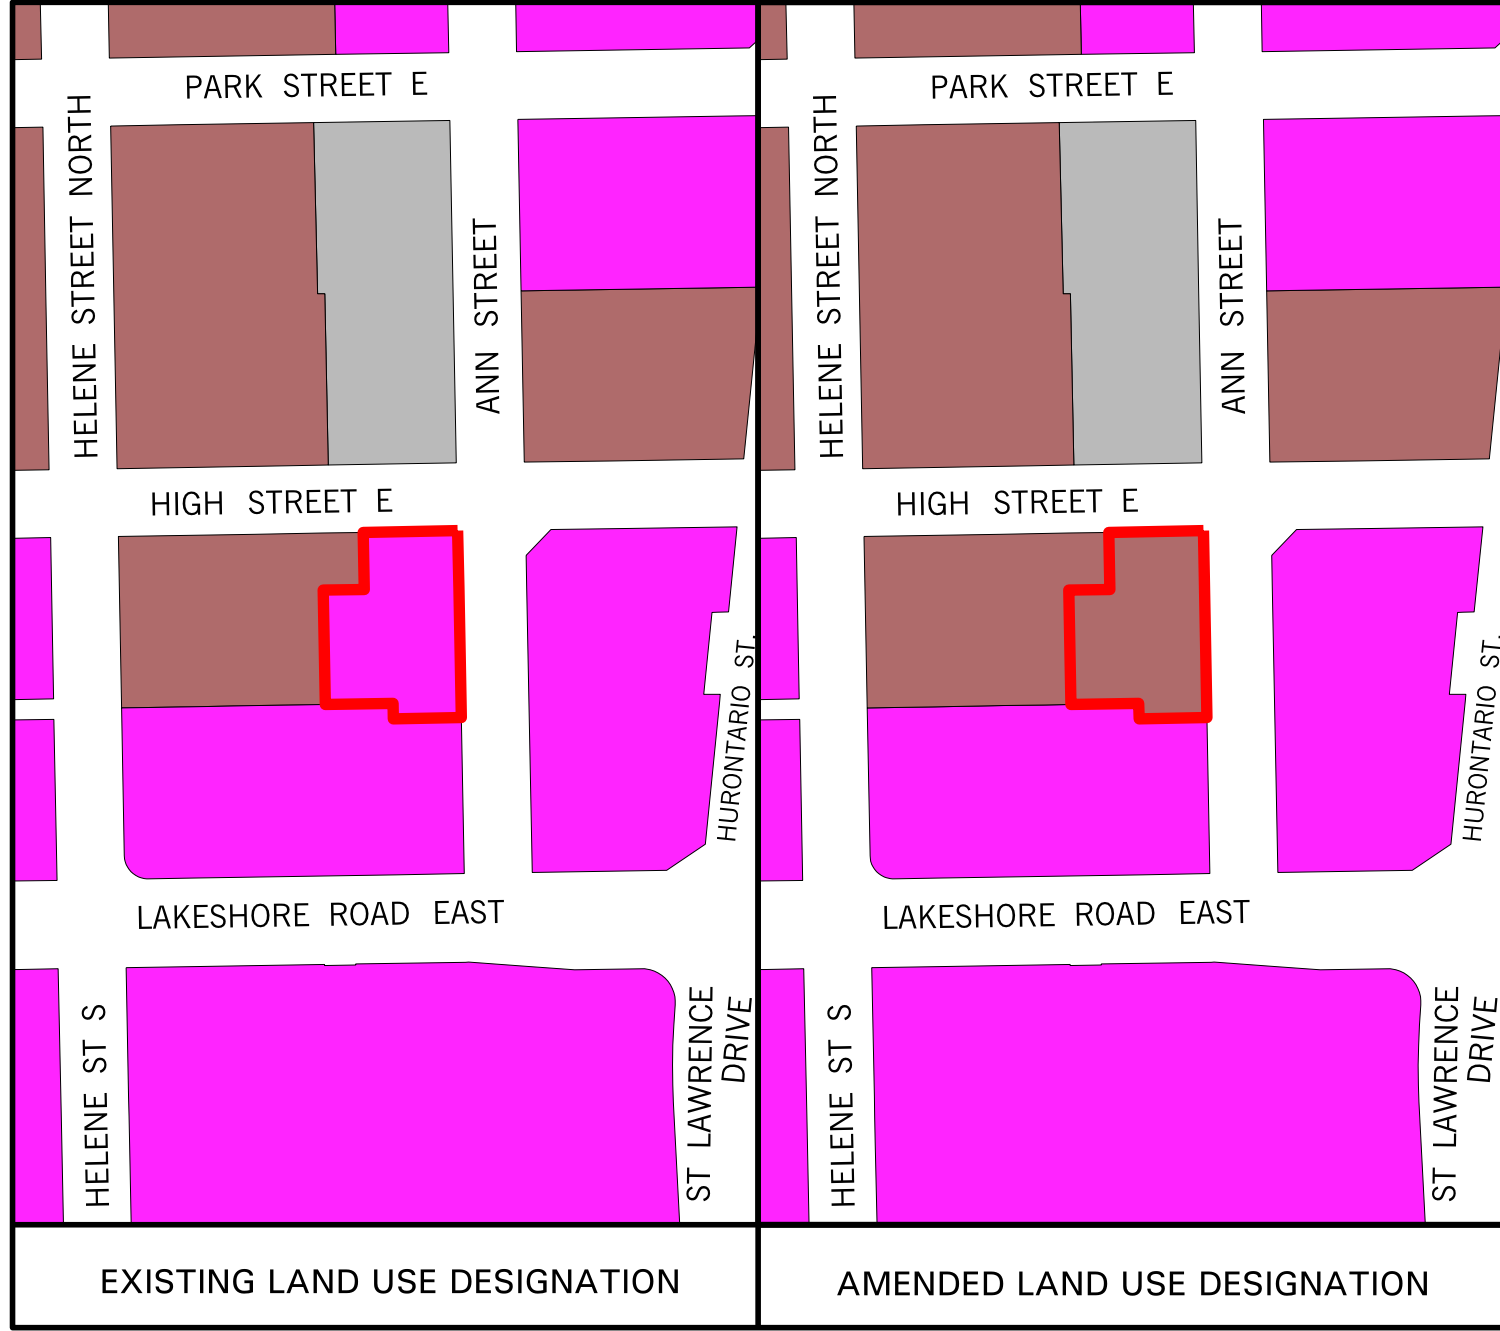 PARK STREET E
HELENE STREET NORTH
ANN STREET
HIGH STREET E
HURONTARIO ST.
LAKESHORE ROAD EAST
HELENE ST S
ST LAWRENCE
DRIVE
EXISTING LAND USE DESIGNATION
PARK STREET E
HELENE STREET NORTH
ANN STREET
HIGH STREET E
HURONTARIO ST.
LAKESHORE ROAD EAST
HELENE ST S
ST LAWRENCE
DRIVE
AMENDED LAND USE DESIGNATION